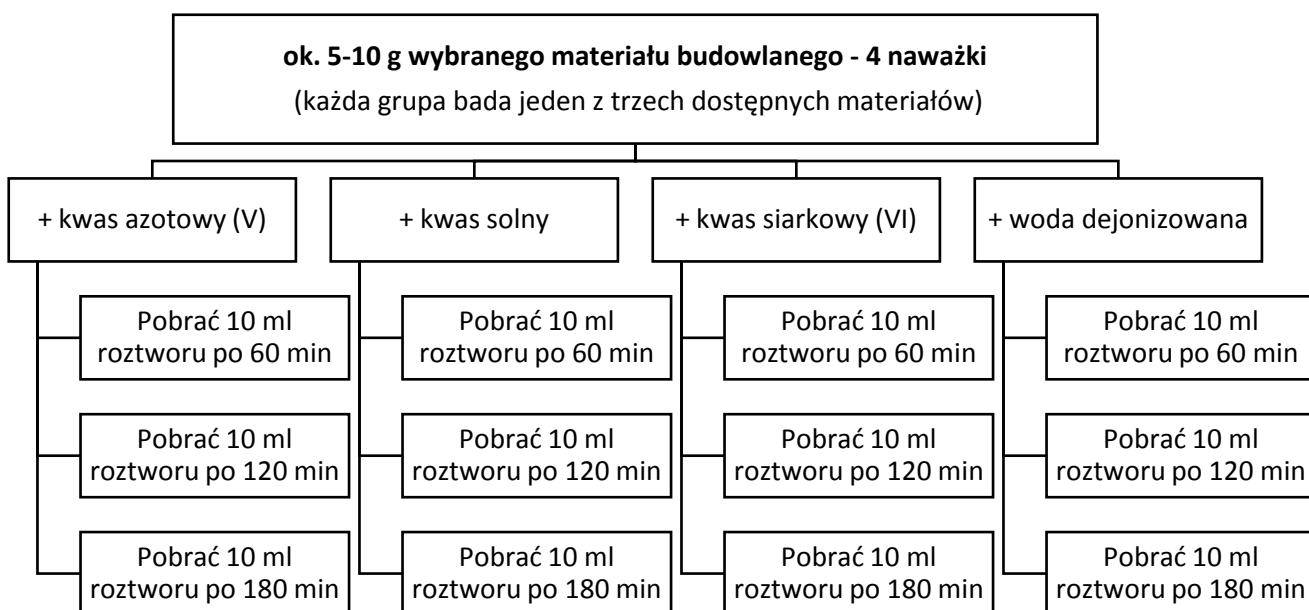 ok. 5-10 g wybranego materiału budowlanego - 4 naważki
(każda grupa bada jeden z trzech dostępnych materiałów)
+ kwas azotowy (V)
+ kwas solny
+ kwas siarkowy (VI)
+ woda dejonizowana
Pobrać 10 ml
roztworu po 60 min
Pobrać 10 ml
roztworu po 60 min
Pobrać 10 ml
roztworu po 60 min
Pobrać 10 ml
roztworu po 60 min
Pobrać 10 ml
roztworu po 120 min
Pobrać 10 ml
roztworu po 120 min
Pobrać 10 ml
roztworu po 120 min
Pobrać 10 ml
roztworu po 120 min
Pobrać 10 ml
roztworu po 180 min
Pobrać 10 ml
roztworu po 180 min
Pobrać 10 ml
roztworu po 180 min
Pobrać 10 ml
roztworu po 180 min